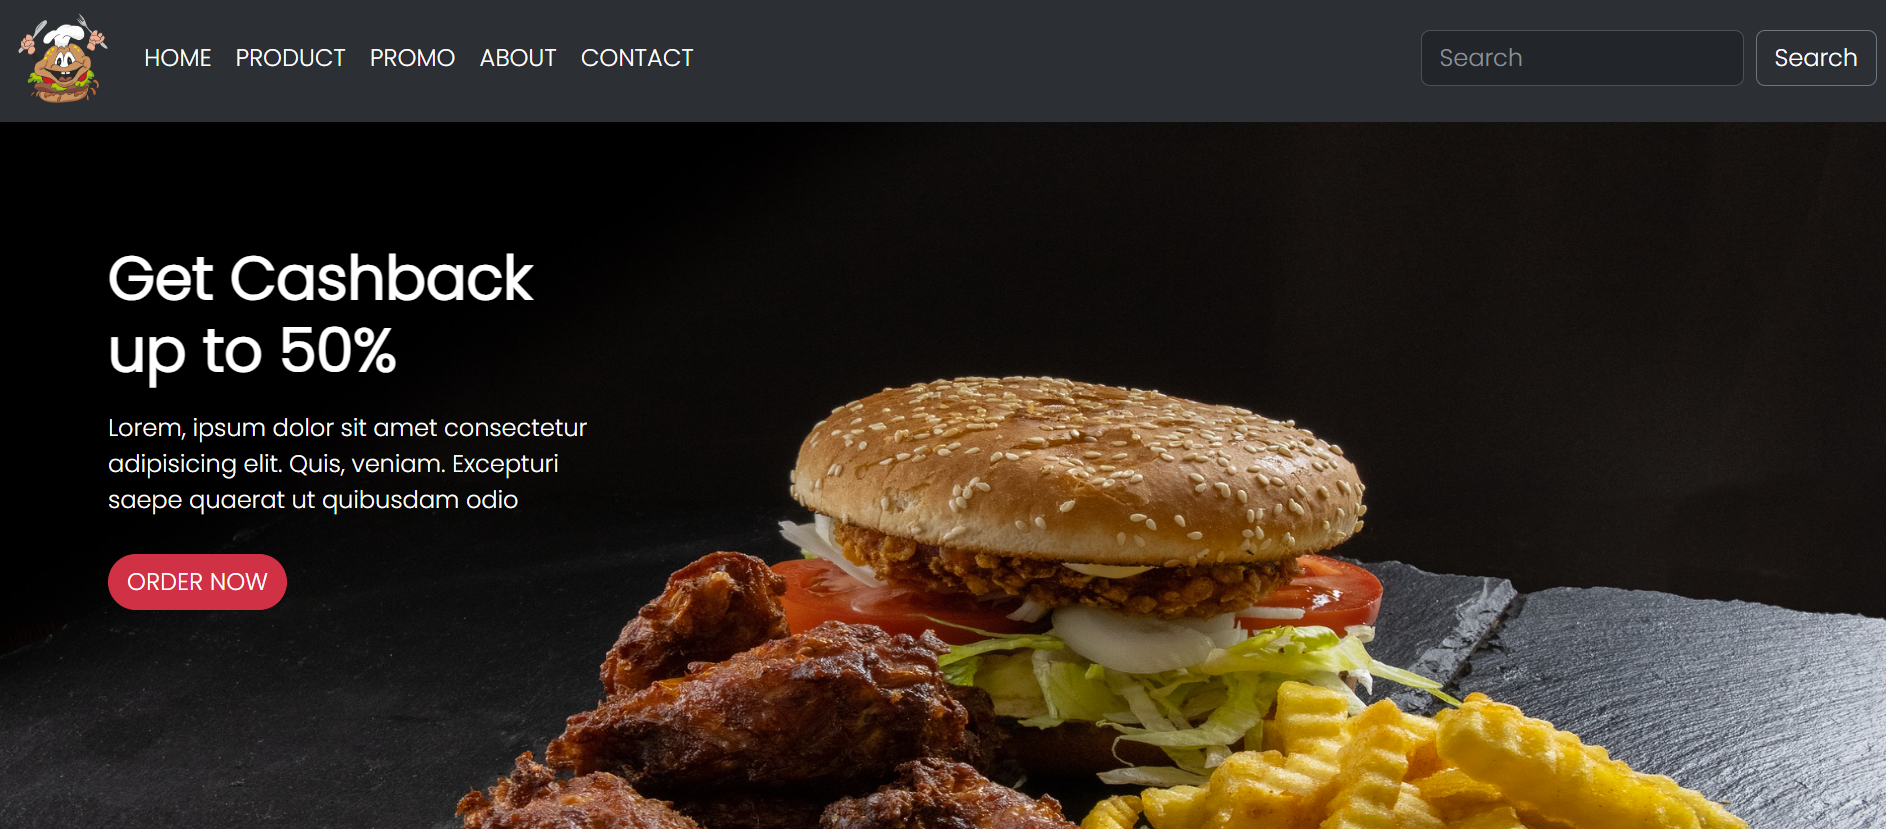 HOME PRODUCT PROMO ABOUT CONTACT Search Search
Get Cashback
up to 50%
Lorem, ipsum dolor sit amet consectetur
adipisicing elit. Quis, veniam. Excepturi
saepe quaerat ut quibusdam odio
ORDER NOW